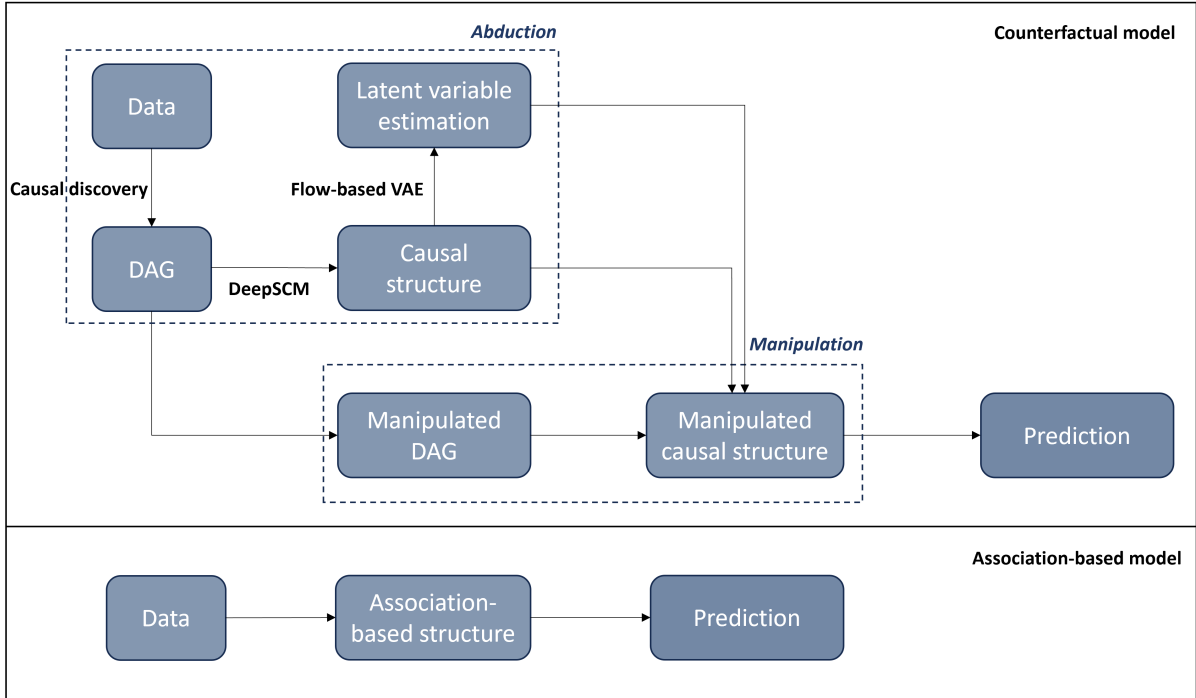 Abduction
Counterfactual model
Data
Latent variable
estimation
Causal discovery
Flow-based VAE
DAG
Causal
structure
DeepSCM
Manipulation
Manipulated
DAG
Manipulated
causal structure
Prediction
Association-based model
Data
Association-
based structure
Prediction